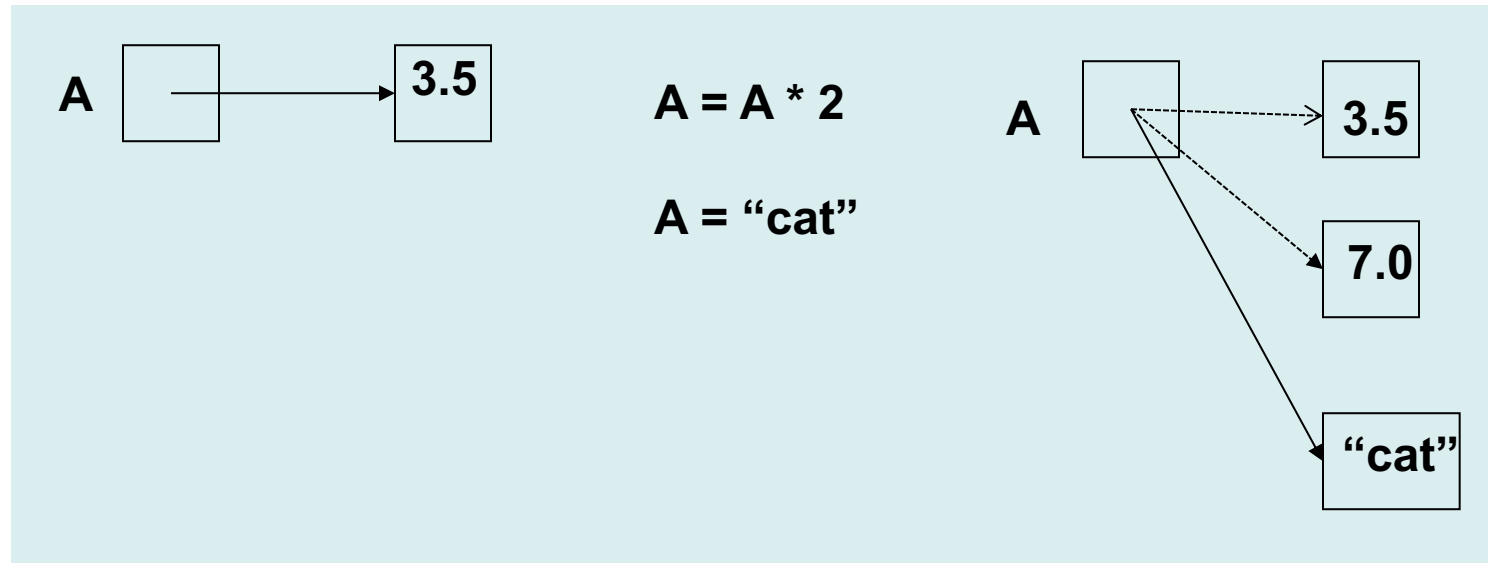 A
3.5
A = A * 2
A = “cat”
A
3.5
7.0
“cat”